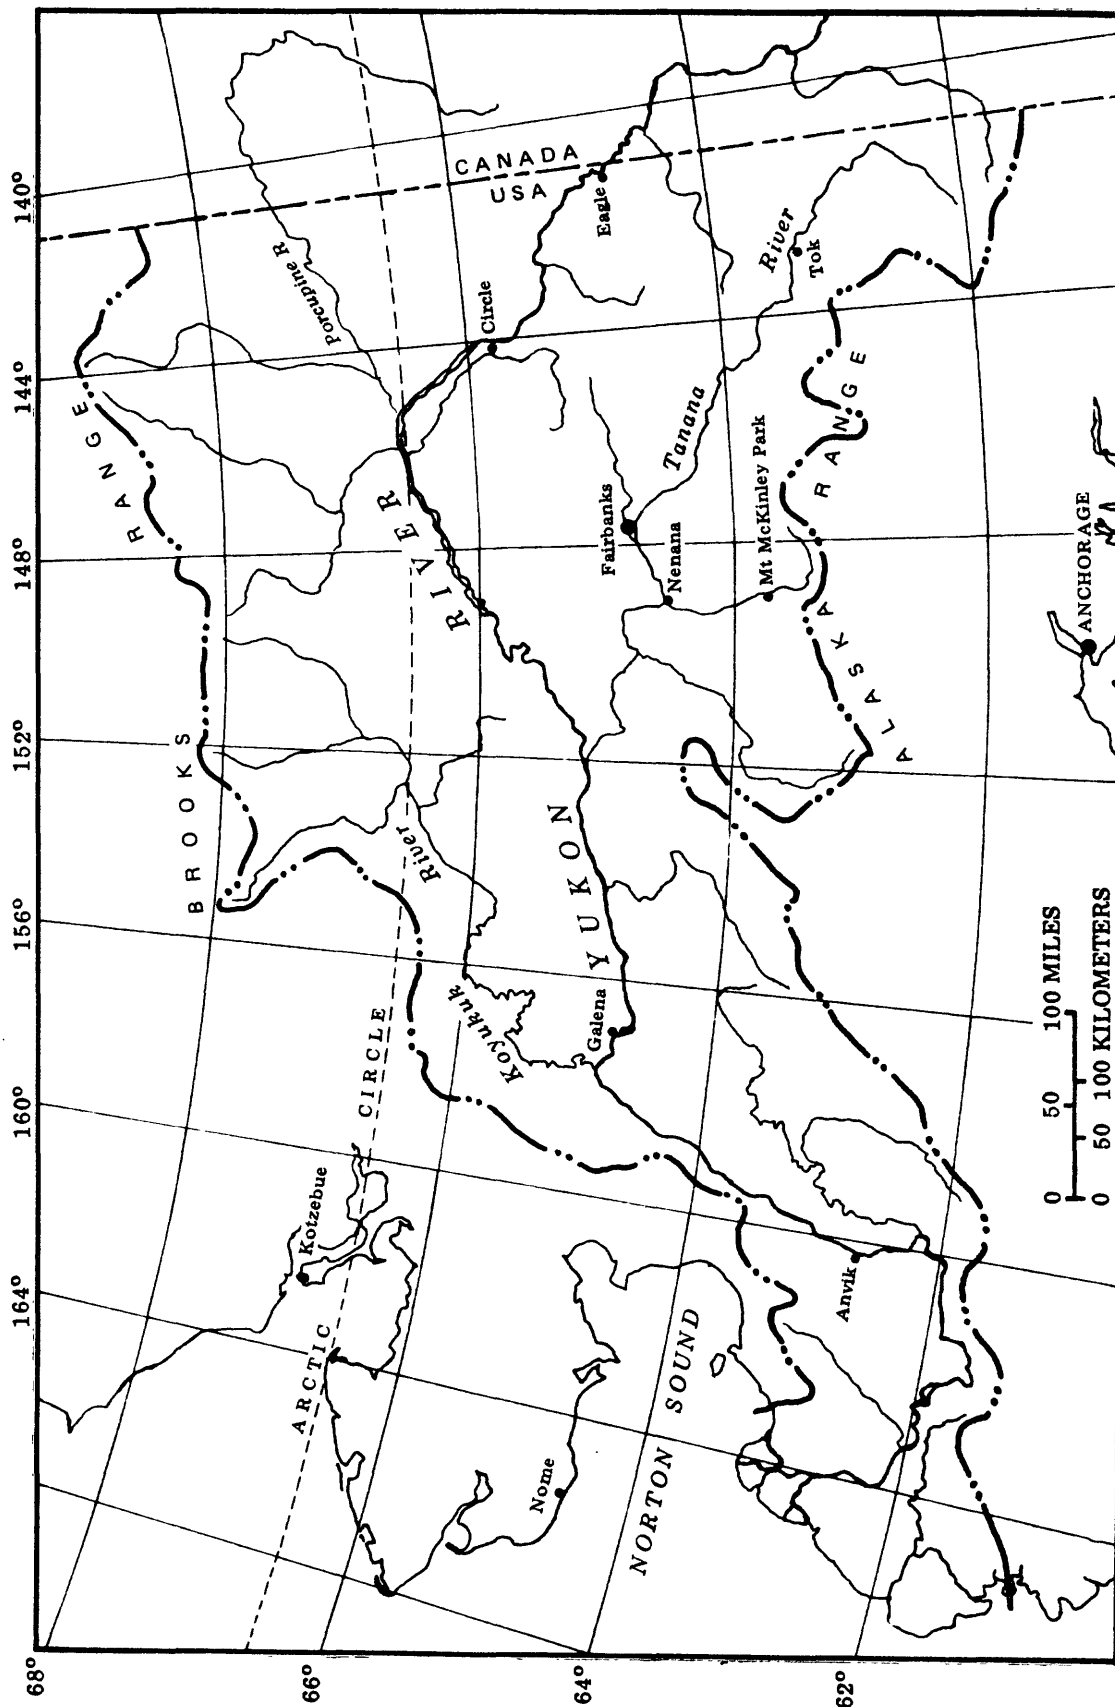 168°
164°
160°
156°
152°
148°
144°
140°
66°
64°
62°
BROOKS RANGE
Porcupine R
CANADA
USA
ARCTIC CIRCLE
Kotzebue
Koyukuk River
YUKON RIVER
Circle
Eagle
Nome
NORTON SOUND
Galena
Fairbanks
Nenana
Tanana River
Tok
Mt McKinley Park
Anvik
ALASKA RANGE
ANCHORAGE
0 50 100 MILES
0 50 100 KILOMETERS